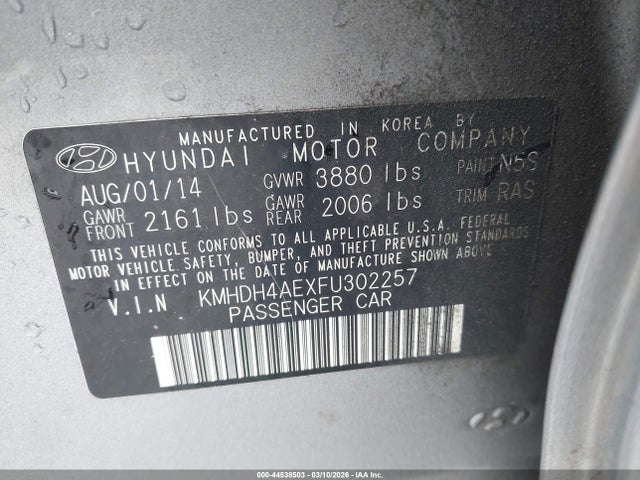 MANUFACTURED IN KOREA BY
HYUNDAI MOTOR COMPANY
AUG/01/14 GVWR 3880 lbs PAINT N5S
GAWR FRONT 2161 lbs GAWR REAR 2006 lbs TRIM RAS
THIS VEHICLE CONFORMS TO ALL APPLICABLE U.S.A. FEDERAL
MOTOR VEHICLE SAFETY, BUMPER, AND THEFT PREVENTION STANDARDS
IN EFFECT ON THE DATE OF MANUFACTURE SHOWN ABOVE.
V.I.N KMHDH4AEXFU302257
PASSENGER CAR
000-44538503 - 03/10/2026 - IAA, Inc.